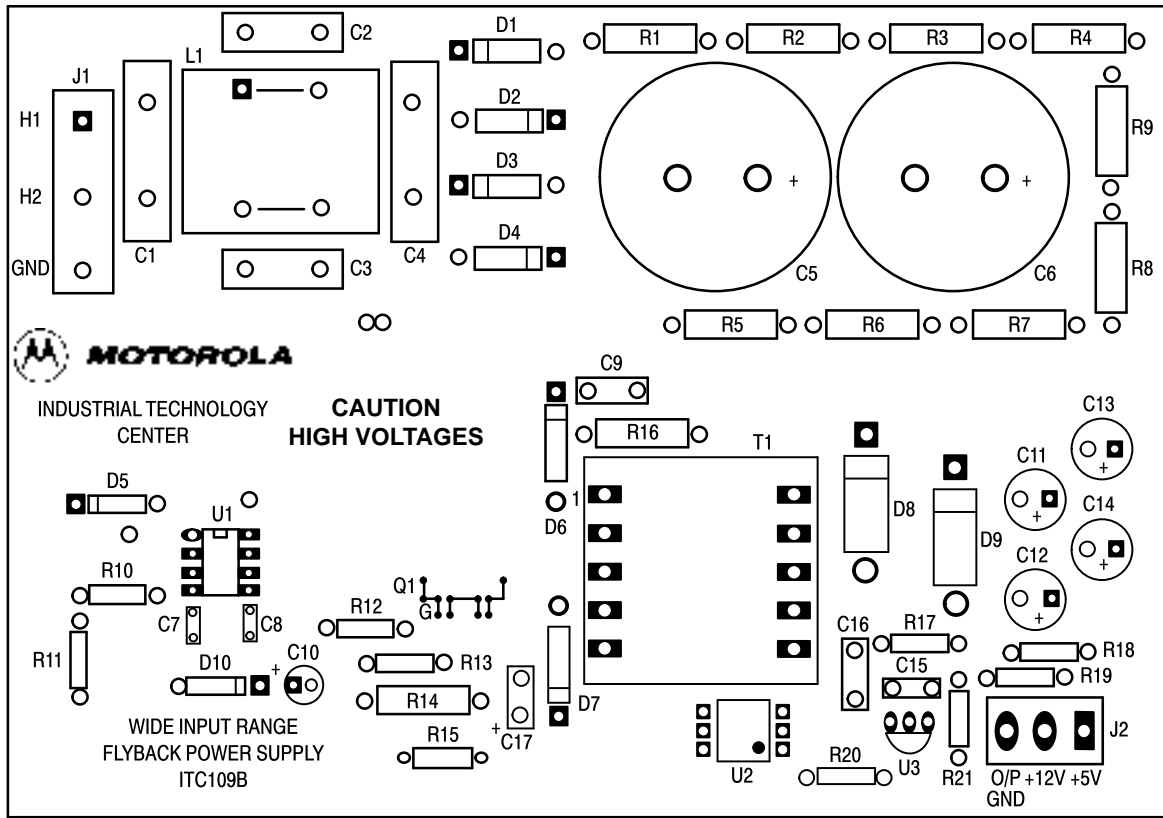 C2
D1
R1 R2 R3 R4
L1
J1
H1
D2
R9
H2
D3
D4
GND
C1
C4
C3
C5
C6
R8
R5 R6 R7
MOTOROLA
INDUSTRIAL TECHNOLOGY
CENTER
CAUTION
HIGH VOLTAGES
C9
R16
T1
C13
C11
D5
U1
1
D6
D8
C14
D9
C12
R10
Q1
G
C7
C8
R12
C16
R17
R11
D10
+
C10
R13
R18
C15
R19
R14
D7
WIDE INPUT RANGE
FLYBACK POWER SUPPLY
ITC109B
R15
+
C17
U2
R20
U3
R21
J2
O/P +12V +5V
GND
+
+
+
+
+
+